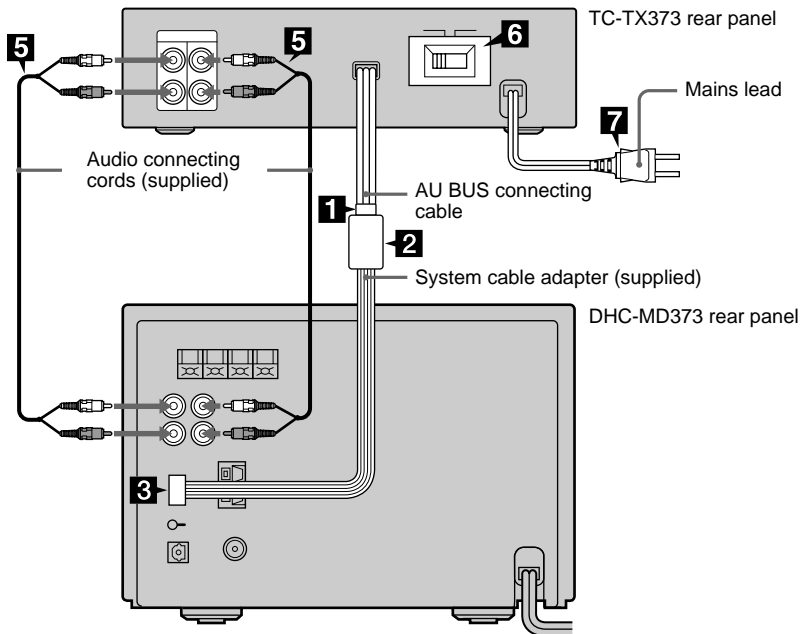 TC-TX373 rear panel
5
5
6
Mains lead
7
Audio connecting
cords (supplied)
AU BUS connecting
cable
1
2
System cable adapter (supplied)
DHC-MD373 rear panel
3